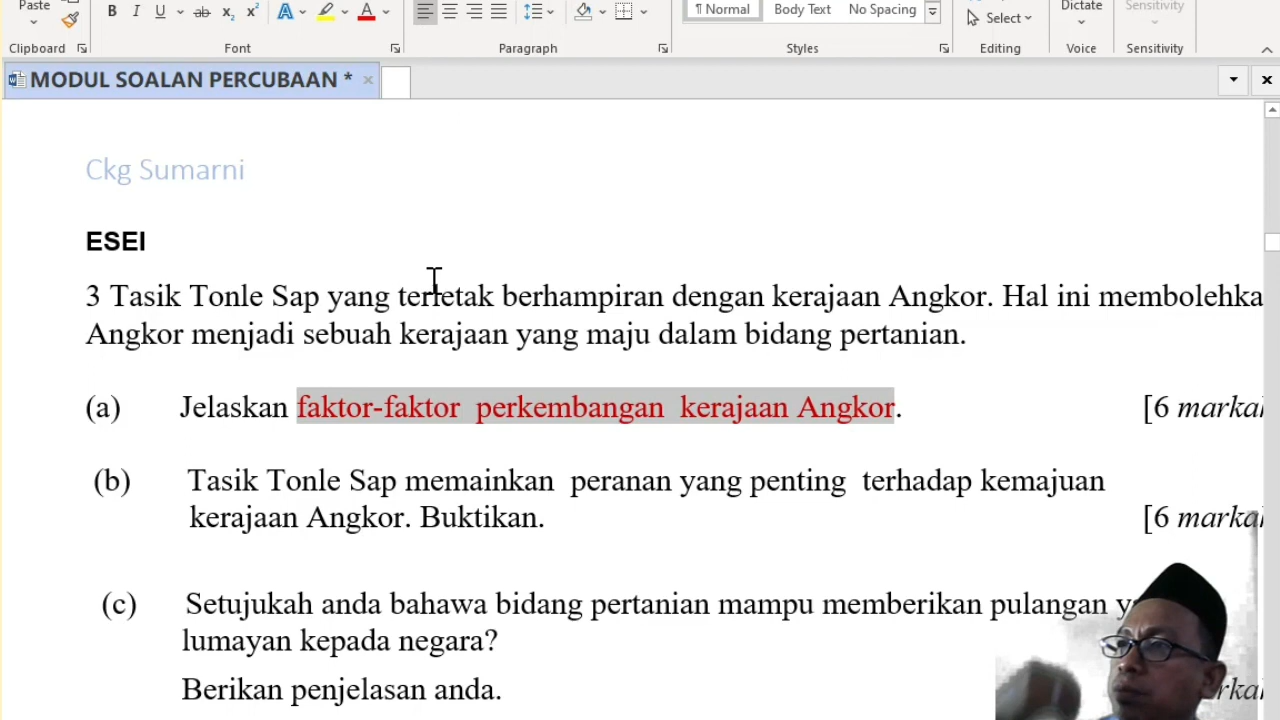 Paste
B I U ab x₂ x² A A
Normal
Body Text
No Spacing
Select
Dictate
Sensitivity
Clipboard
Font
Paragraph
Styles
Editing
Voice
Sensitivity
MODUL SOALAN PERCUBAAN *
Ckg Sumarni
ESEI
3 Tasik Tonle Sap yang terletak berhampiran dengan kerajaan Angkor. Hal ini membolehka
Angkor menjadi sebuah kerajaan yang maju dalam bidang pertanian.
(a) Jelaskan faktor-faktor perkembangan kerajaan Angkor. [6 markah
(b) Tasik Tonle Sap memainkan peranan yang penting terhadap kemajuan
kerajaan Angkor. Buktikan. [6 markah
(c) Setujukah anda bahawa bidang pertanian mampu memberikan pulangan
lumayan kepada negara?
Berikan penjelasan anda.